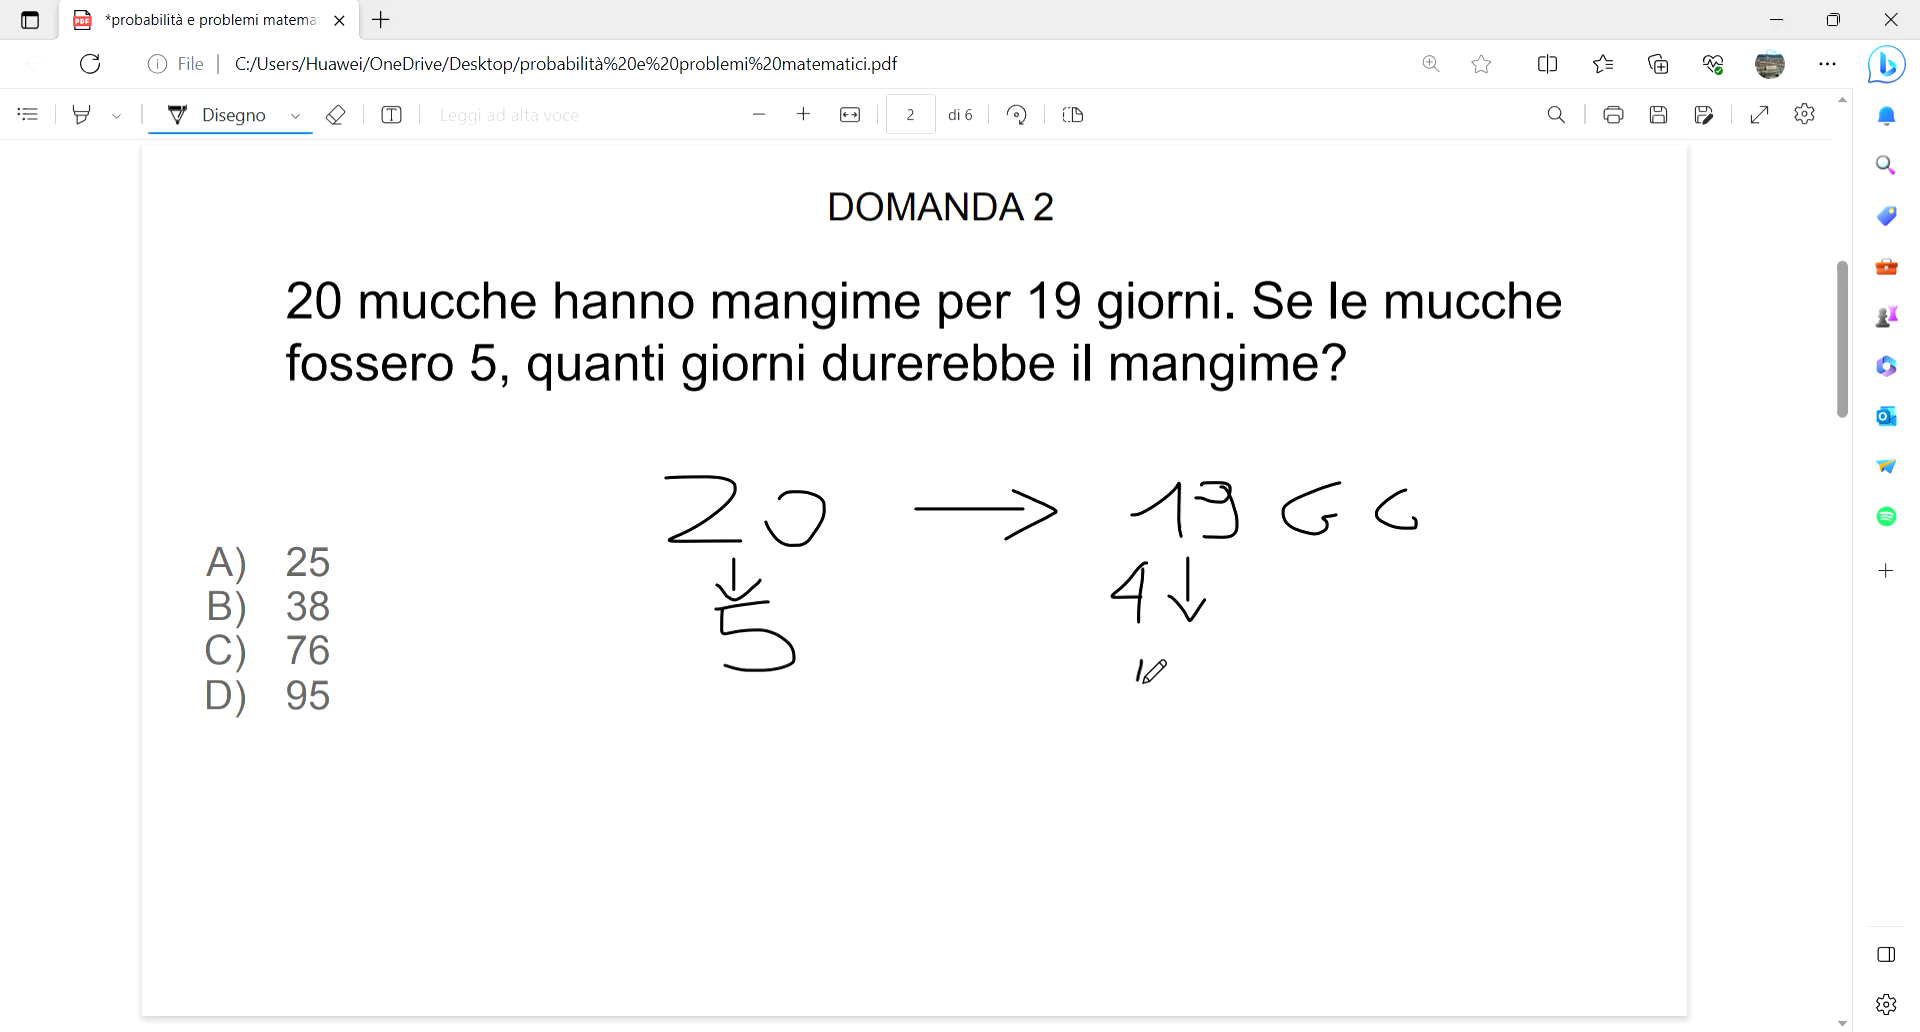 *probabilità e problemi matema
File
C:/Users/Huawei/OneDrive/Desktop/probabilità%20e%20problemi%20matematici.pdf
Disegno
Leggi ad alta voce
2 di 6
DOMANDA 2
20 mucche hanno mangime per 19 giorni. Se le mucche
fossero 5, quanti giorni durerebbe il mangime?
20 → 19 GG
↓ 4 ↓
5
A) 25
B) 38
C) 76
D) 95